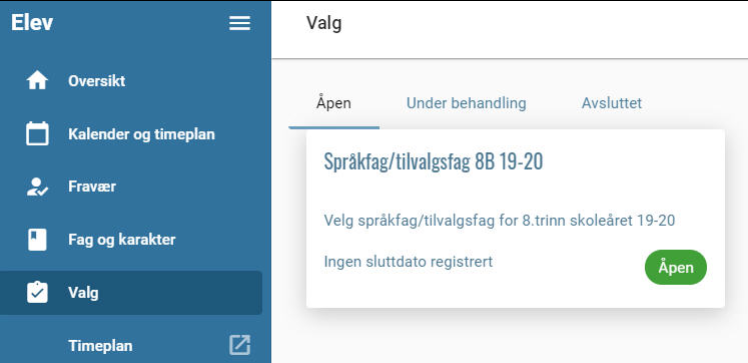 Elev
Oversikt
Kalender og timeplan
Fravær
Fag og karakter
Valg
Timeplan
Valg
Åpen
Under behandling
Avsluttet
Språkfag/tilvalgsfag 8B 19-20
Velg språkfag/tilvalgsfag for 8.trinn skoleåret 19-20
Ingen sluttdato registrert
Åpen